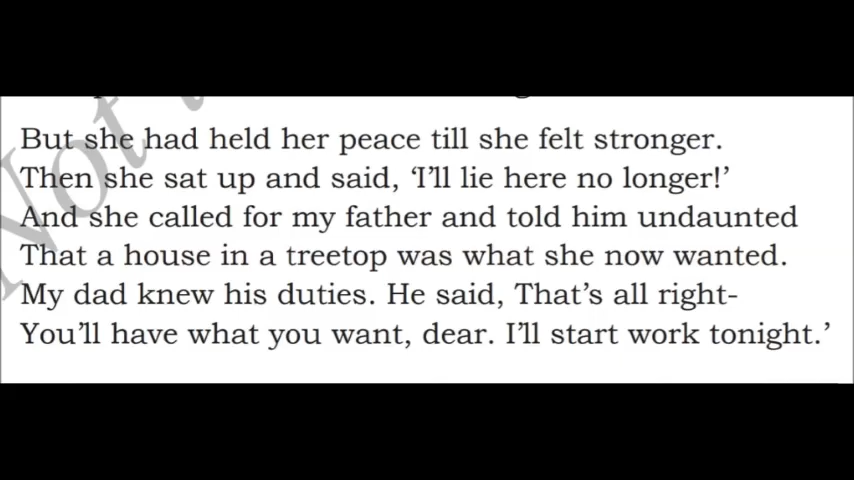 Not
But she had held her peace till she felt stronger.
Then she sat up and said, ‘I’ll lie here no longer!’
And she called for my father and told him undaunted
That a house in a treetop was what she now wanted.
My dad knew his duties. He said, That’s all right-
You’ll have what you want, dear. I’ll start work tonight.’